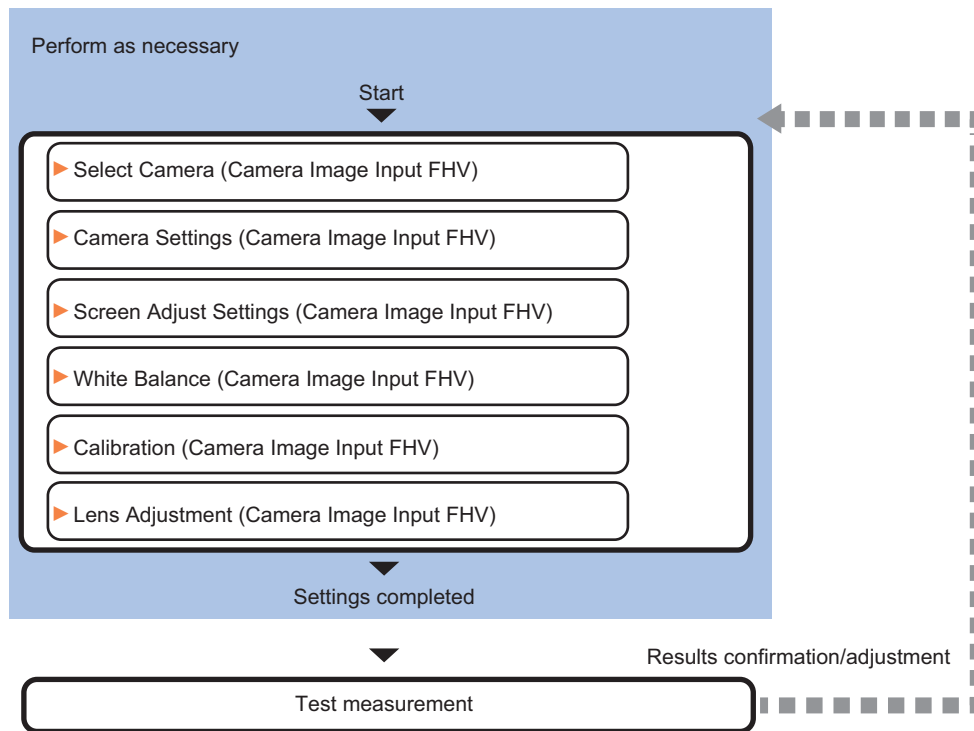 Perform as necessary
Start
Select Camera (Camera Image Input FHV)
Camera Settings (Camera Image Input FHV)
Screen Adjust Settings (Camera Image Input FHV)
White Balance (Camera Image Input FHV)
Calibration (Camera Image Input FHV)
Lens Adjustment (Camera Image Input FHV)
Settings completed
Results confirmation/adjustment
Test measurement